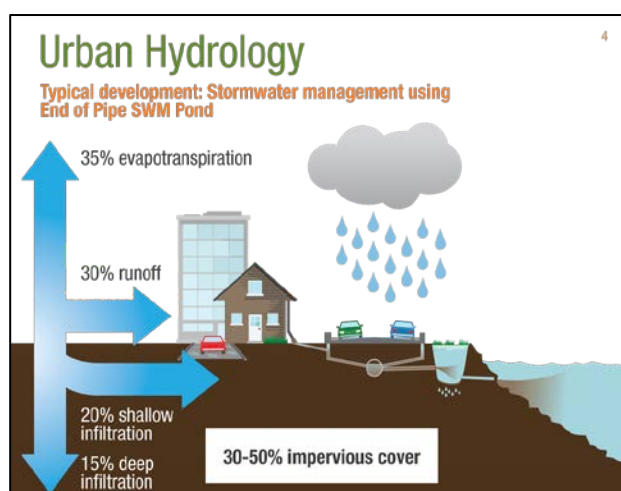 Urban Hydrology
4
Typical development: Stormwater management using
End of Pipe SWM Pond
35% evapotranspiration
30% runoff
20% shallow
infiltration
15% deep
infiltration
30-50% impervious cover